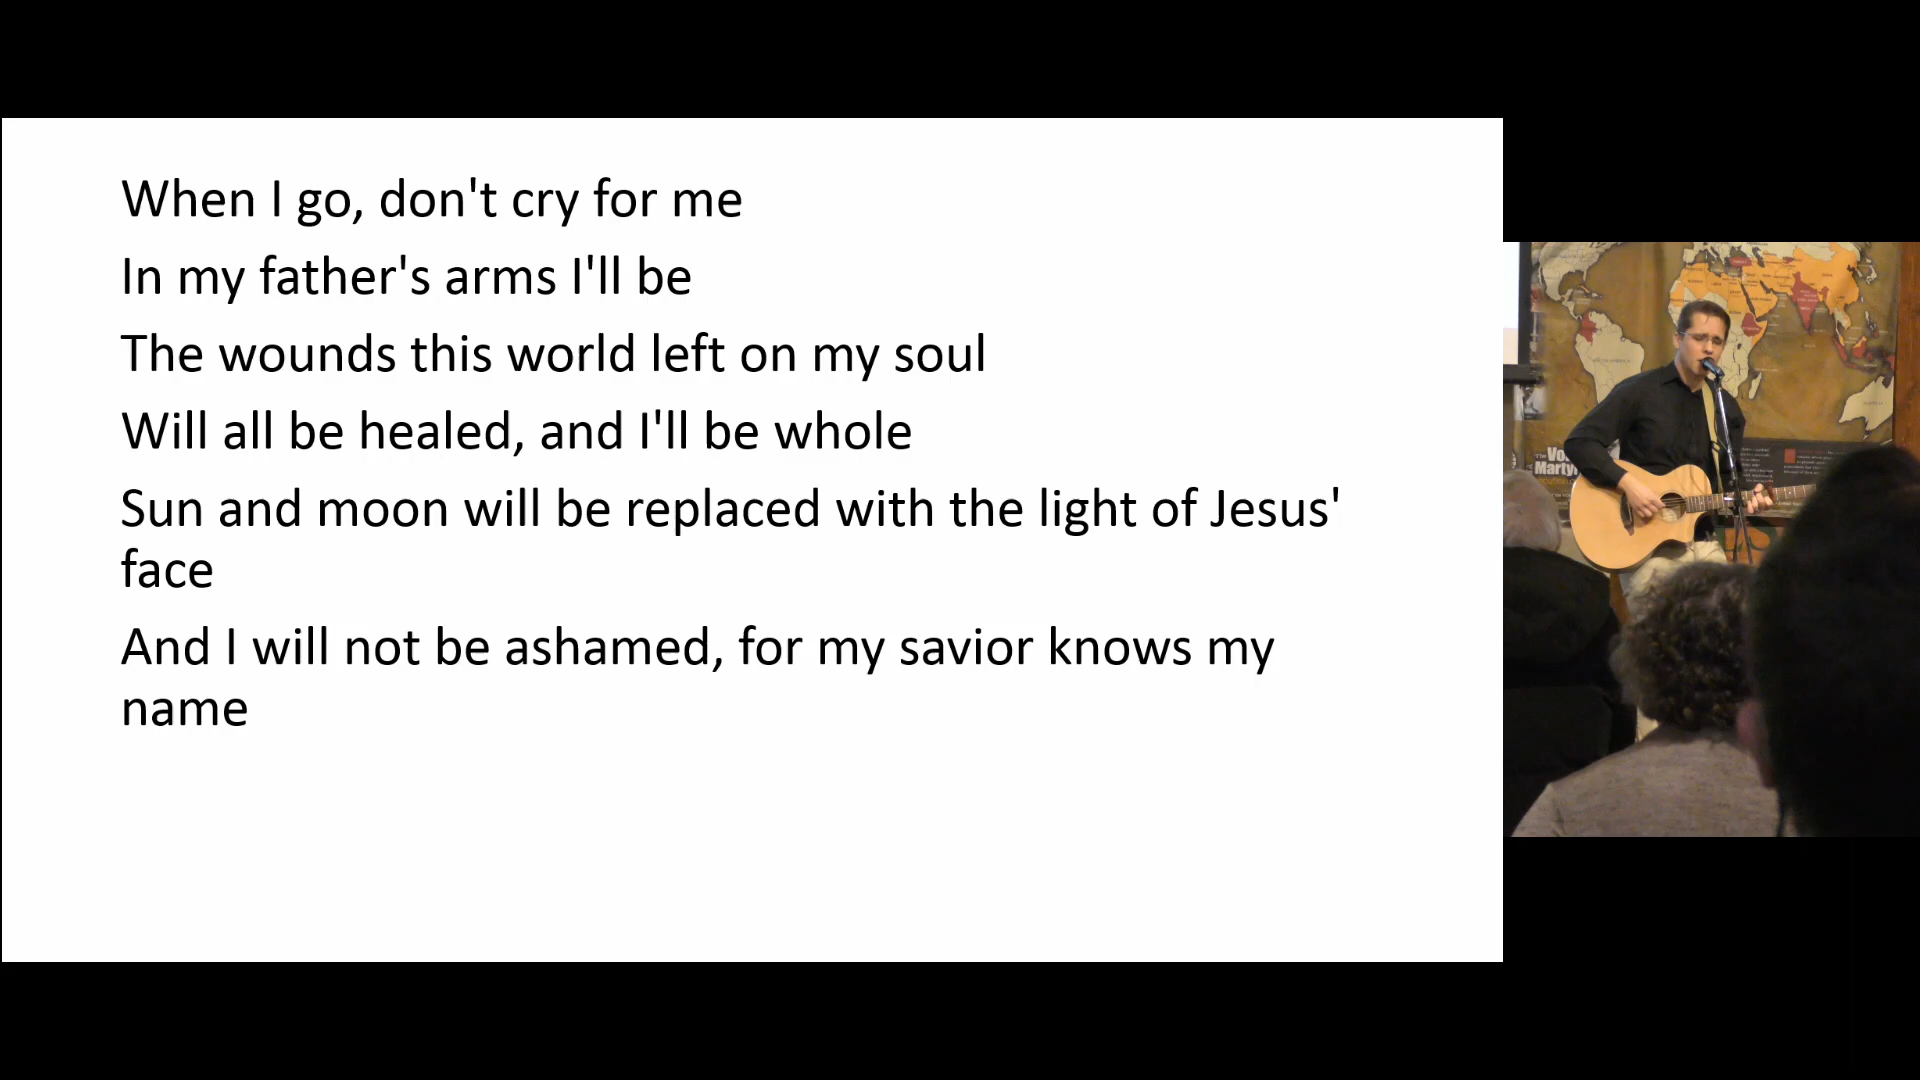 When I go, don't cry for me
In my father's arms I'll be
The wounds this world left on my soul
Will all be healed, and I'll be whole
Sun and moon will be replaced with the light of Jesus'
face
And I will not be ashamed, for my savior knows my
name
The
Martyr